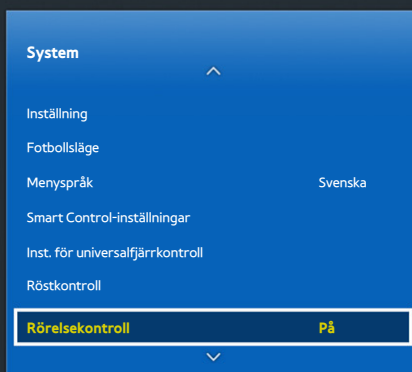 System
Inställning
Fotbollsläge
Menyspråk Svenska
Smart Control-inställningar
Inst. för universalfjärrkontroll
Röstkontroll
Rörelsekontroll På